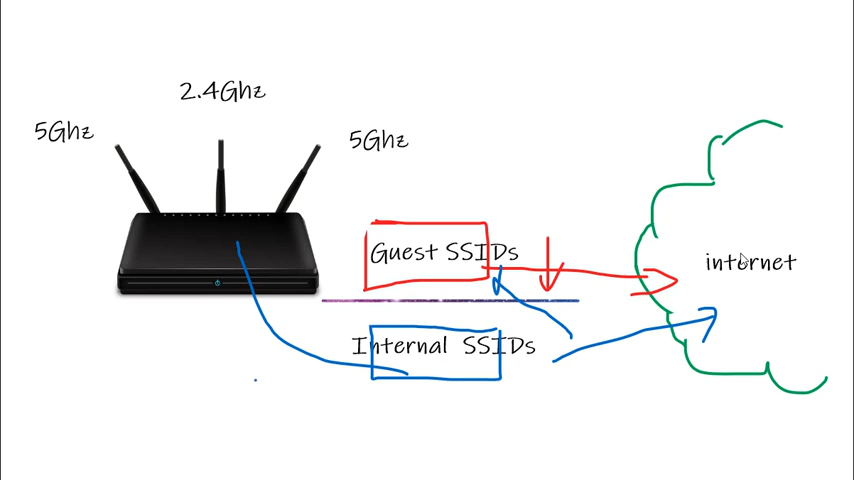 2.4Ghz
5Ghz
5Ghz
Guest SSIDs
internet
Internal SSIDs